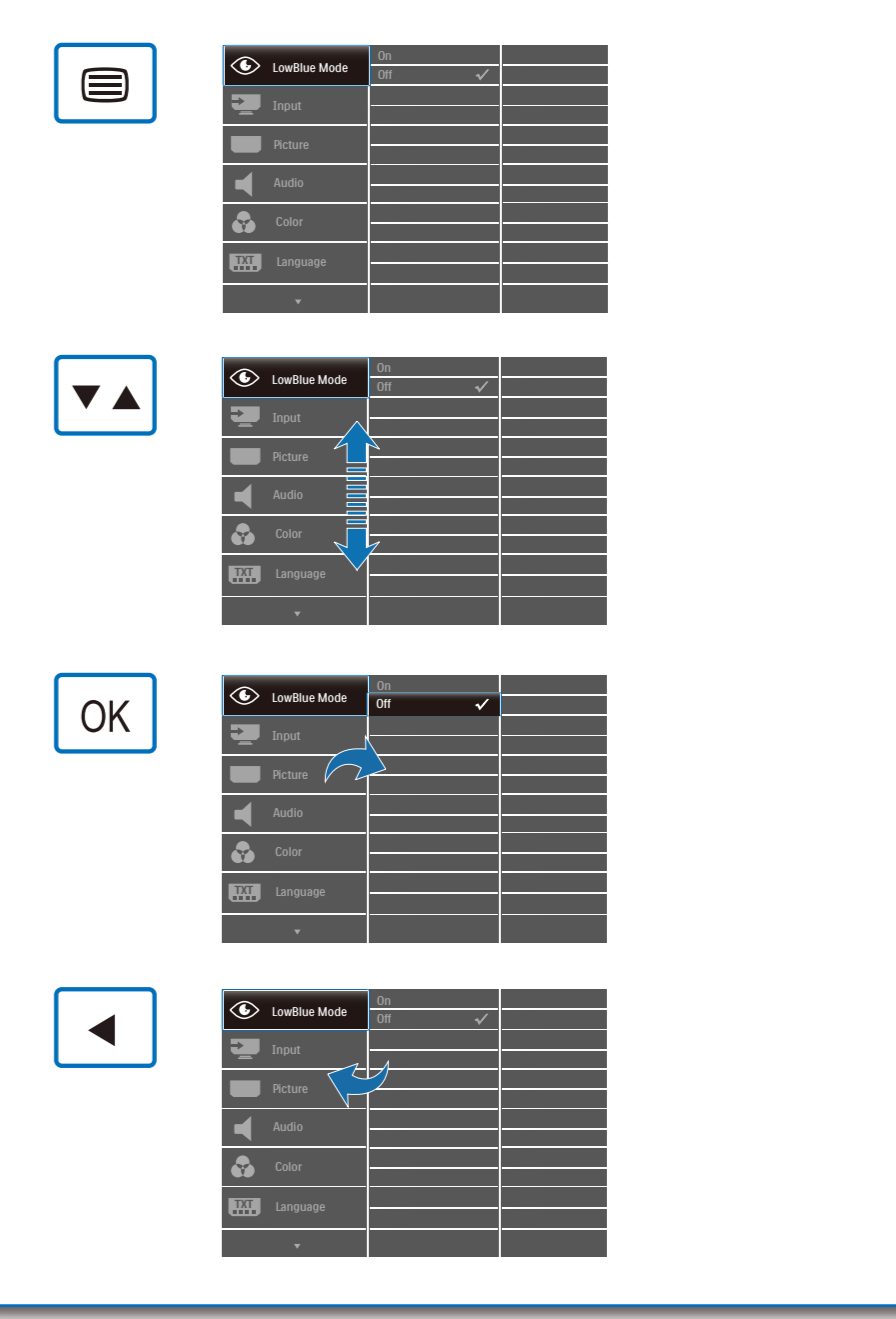 On
LowBlue Mode
Off
Input
Picture
Audio
Color
TXT
Language
On
LowBlue Mode
Off
Input
Picture
Audio
Color
TXT
Language
OK
On
LowBlue Mode
Off
Input
Picture
Audio
Color
TXT
Language
On
LowBlue Mode
Off
Input
Picture
Audio
Color
TXT
Language